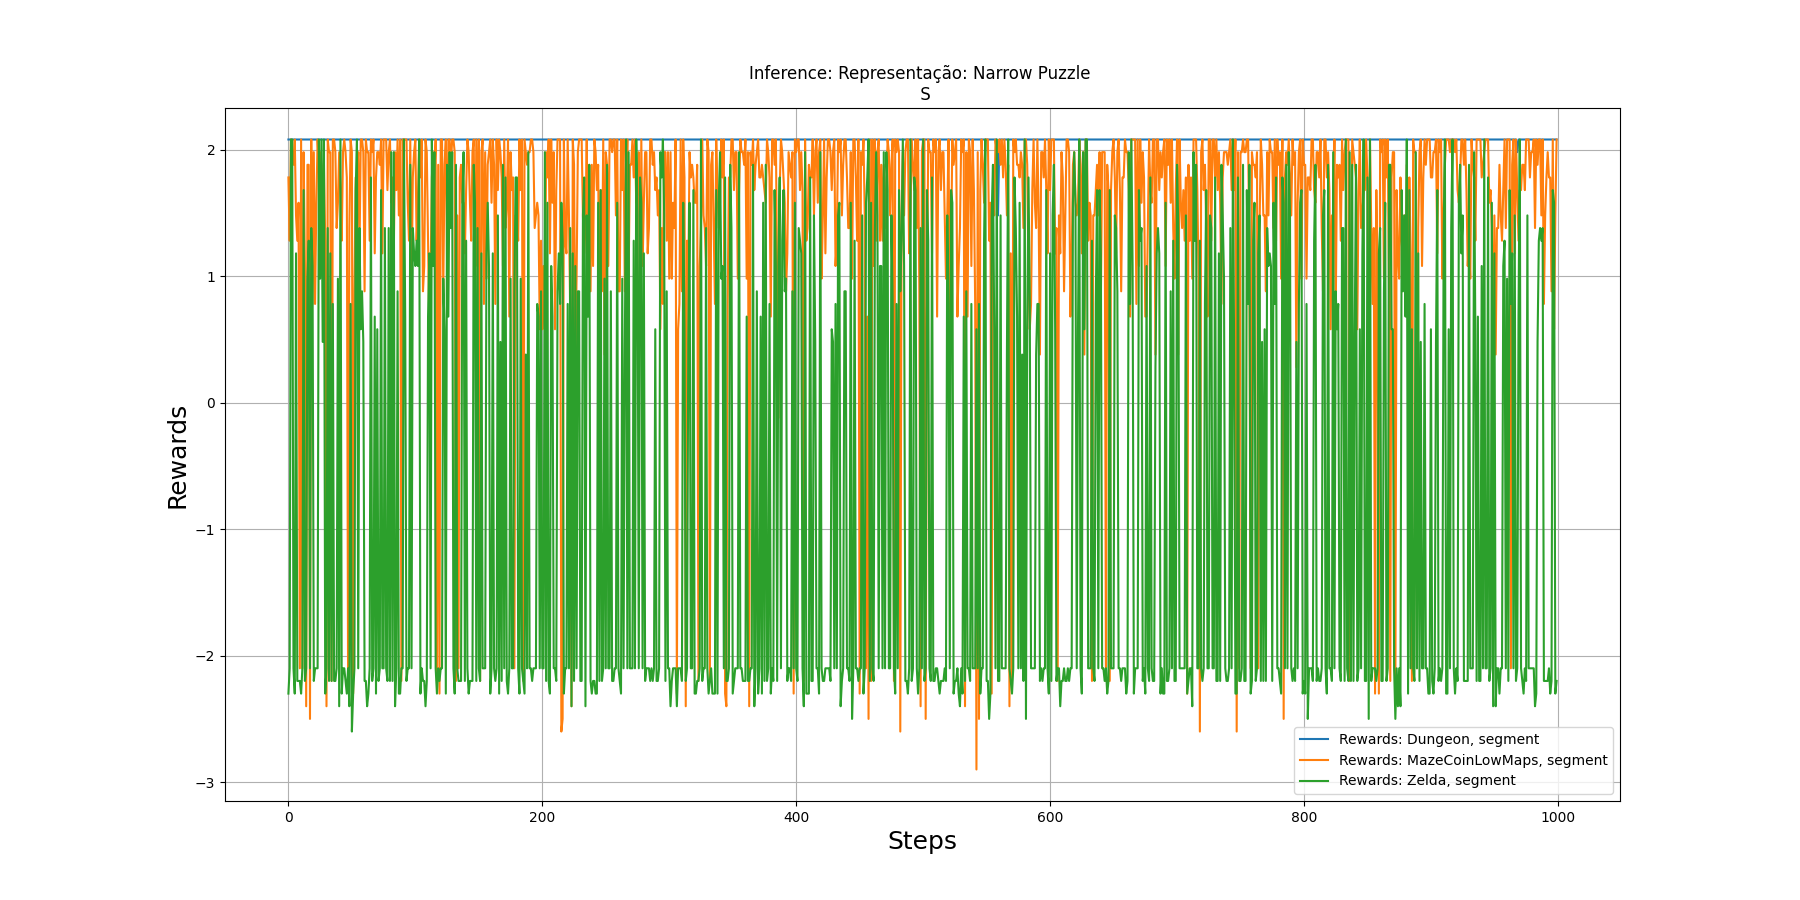 Inference: Representação: Narrow Puzzle
S
Rewards
2
1
0
−1
−2
−3
0 200 400 600 800 1000
Steps
Rewards: Dungeon, segment
Rewards: MazeCoinLowMaps, segment
Rewards: Zelda, segment